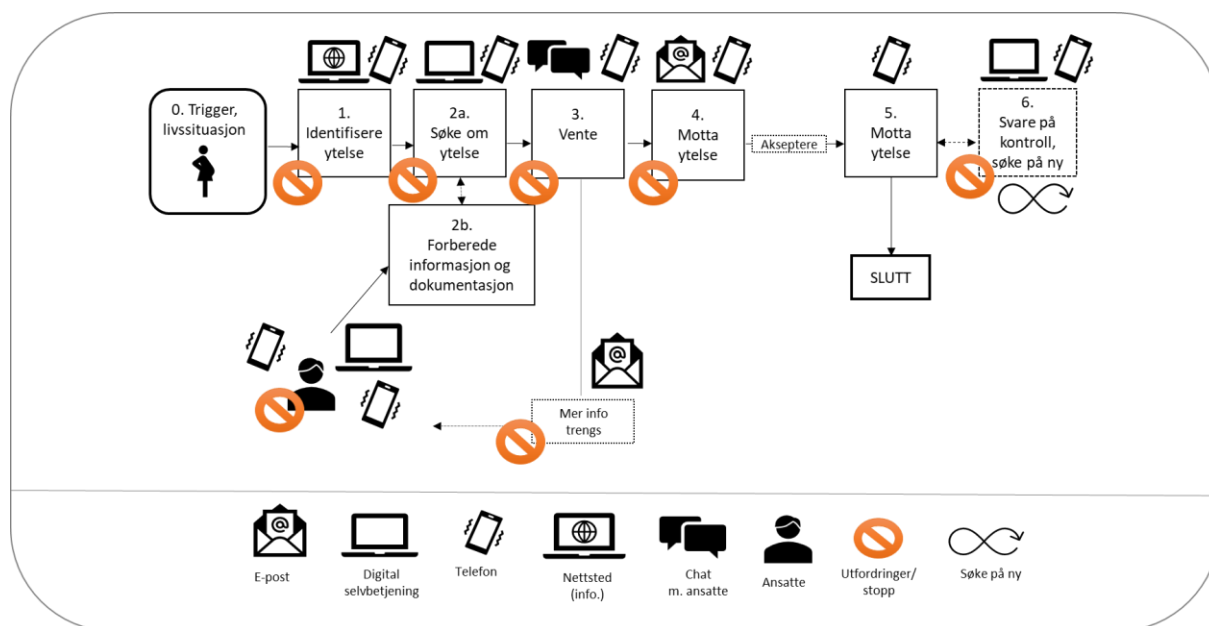 0. Trigger,
livssituasjon
1.
Identifisere
ytelse
2a.
Søke om
ytelse
3.
Vente
4.
Motta
ytelse
Akseptere
5.
Motta
ytelse
6.
Svare på
kontroll,
søke på ny
2b.
Forberede
informasjon og
dokumentasjon
SLUTT
Mer info
trengs
E-post
Digital
selvbetjening
Telefon
Nettsted
(info.)
Chat
m. ansatte
Ansatte
Utfordringer/
stopp
Søke på ny